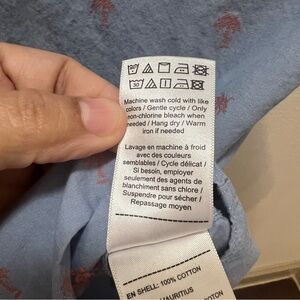 Machine wash cold with like
colors / Gentle cycle / Only
non-chlorine bleach when
needed / Hang dry / Warm
iron if needed
Lavage en machine à froid
avec des couleurs
semblables / Cycle délicat /
Si besoin, employer
seulement des agents de
blanchiment sans chlore /
Suspendre pour sécher /
Repassage moyen
EN SHELL: 100% COTTON
MAURITIUS
COTON